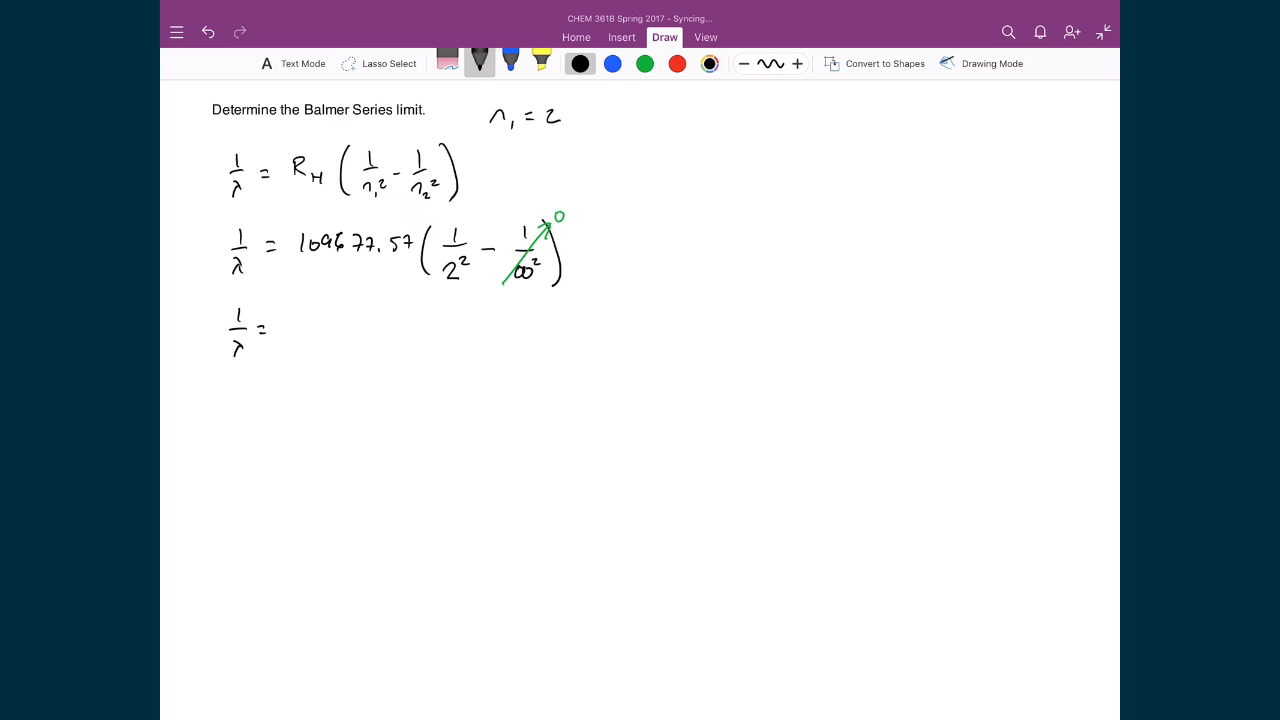 CHEM 361B Spring 2017 - Syncing...
Home Insert Draw View
A Text Mode Lasso Select Convert to Shapes Drawing Mode
Determine the Balmer Series limit. n₁ = 2
1/λ = R_H (1/n₁² - 1/n₂²)
1/λ = 109677.57 (1/2² - 1/∞²) 0
1/λ =